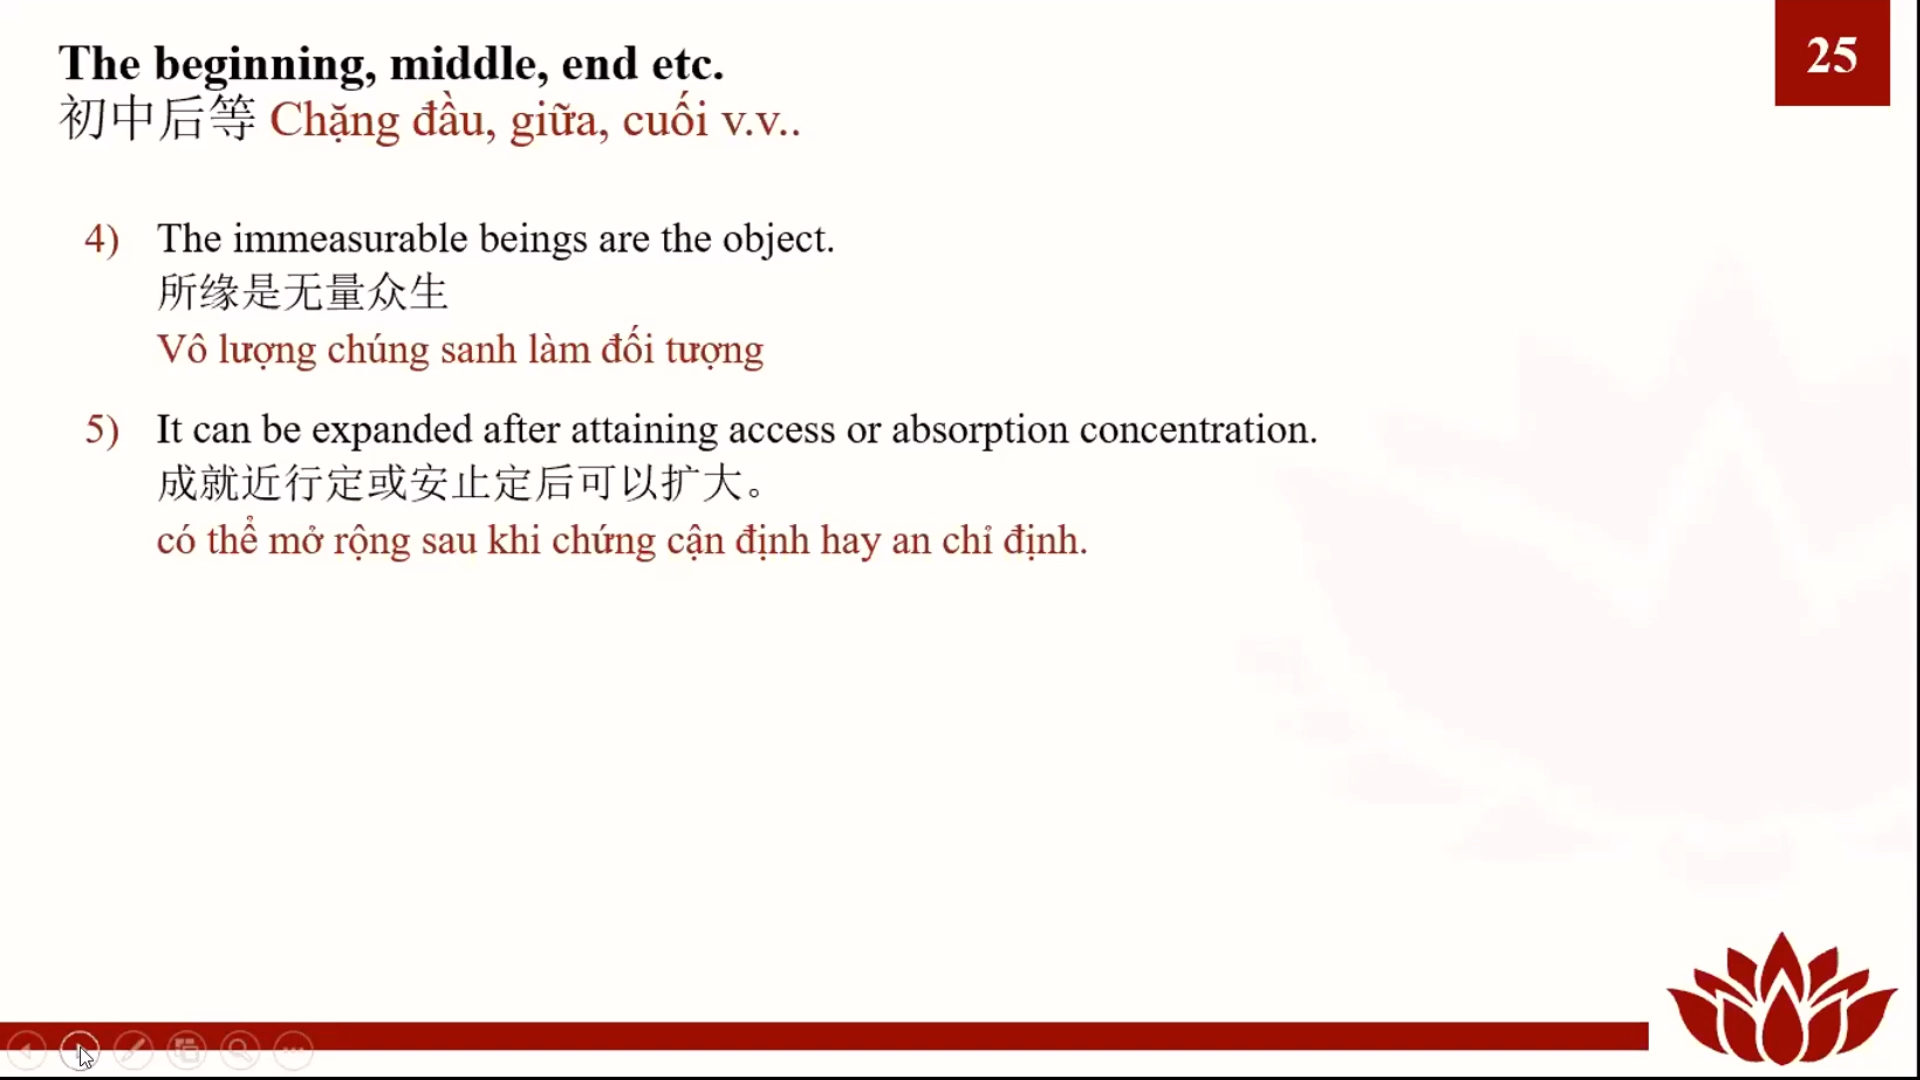 25
The beginning, middle, end etc.
初中后等 Chặng đầu, giữa, cuối v.v..
4) The immeasurable beings are the object.
所缘是无量众生
Vô lượng chúng sanh làm đối tượng
5) It can be expanded after attaining access or absorption concentration.
成就近行定或安止定后可以扩大。
có thể mở rộng sau khi chứng cận định hay an chỉ định.